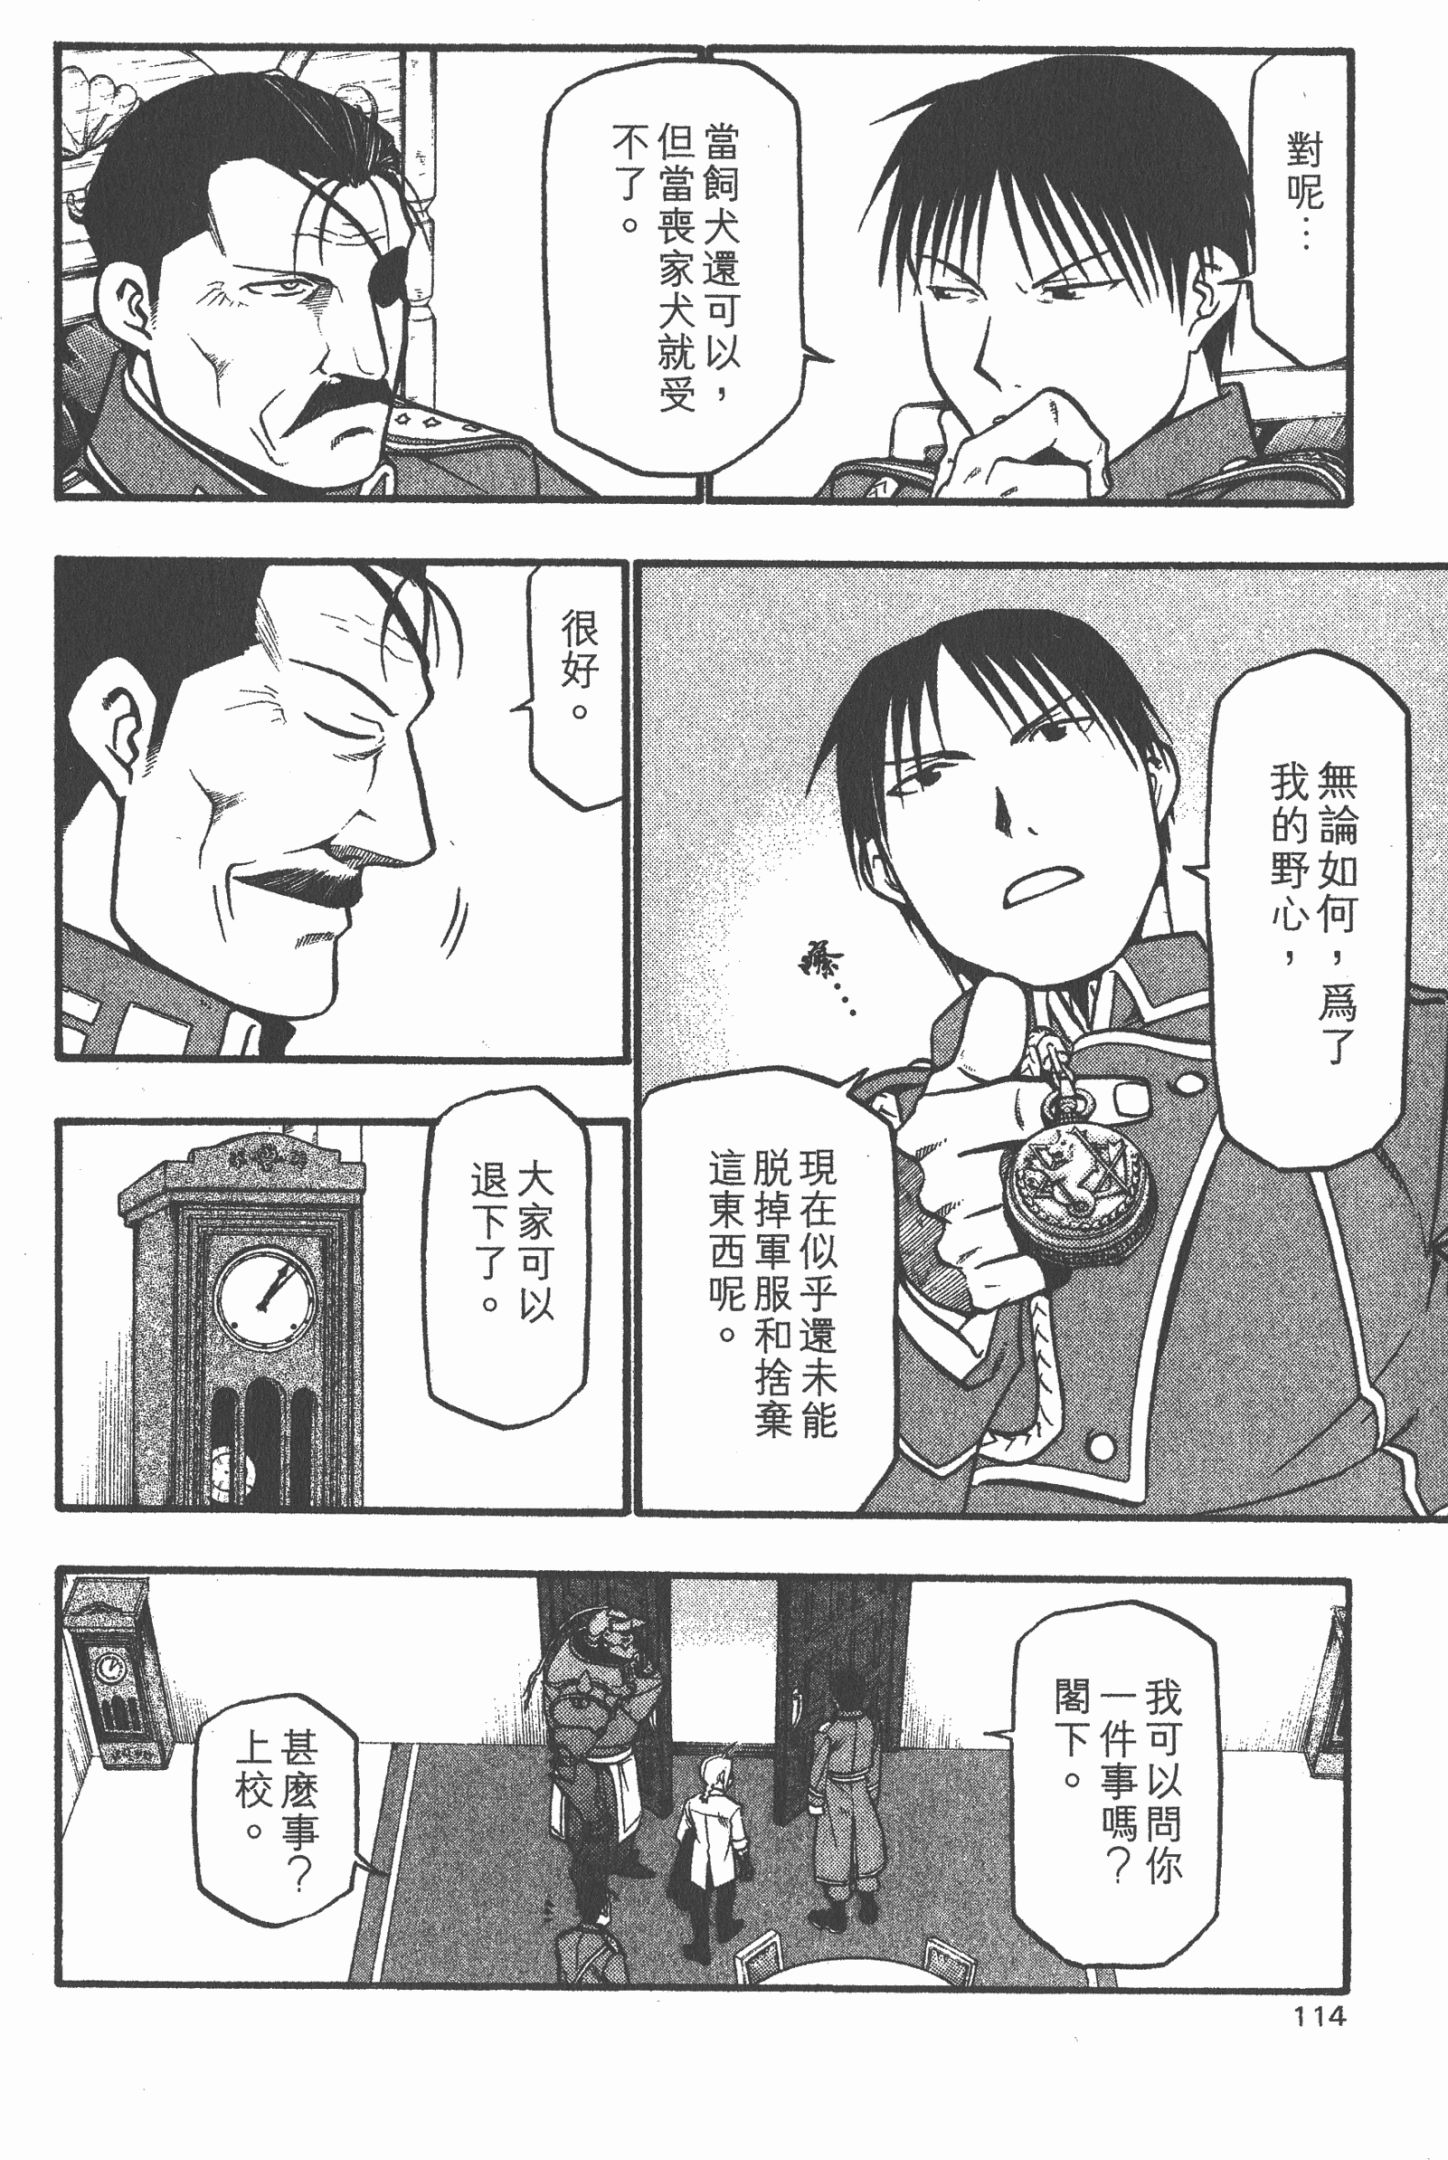 對呢…
當飼犬還可以，
但當喪家犬就受
不了。
無論如何，爲了
我的野心，
現在似乎還未能
脱掉軍服和捨棄
這東西呢。
很好。
大家可以
退下了。
我可以問你
一件事嗎？
閣下。
甚麽事？
上校。
114